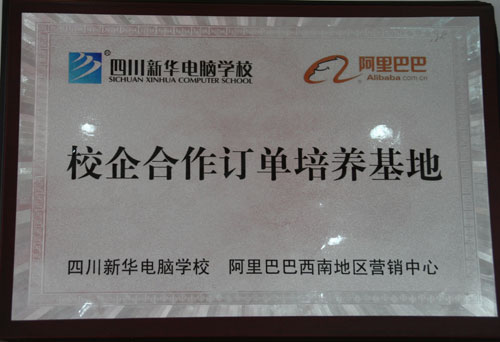 四川新华电脑学校 阿里巴巴
SICHUAN XINHUA COMPUTER SCHOOL Alibaba.com.cn
校企合作订单培养基地
四川新华电脑学校 阿里巴巴西南地区营销中心